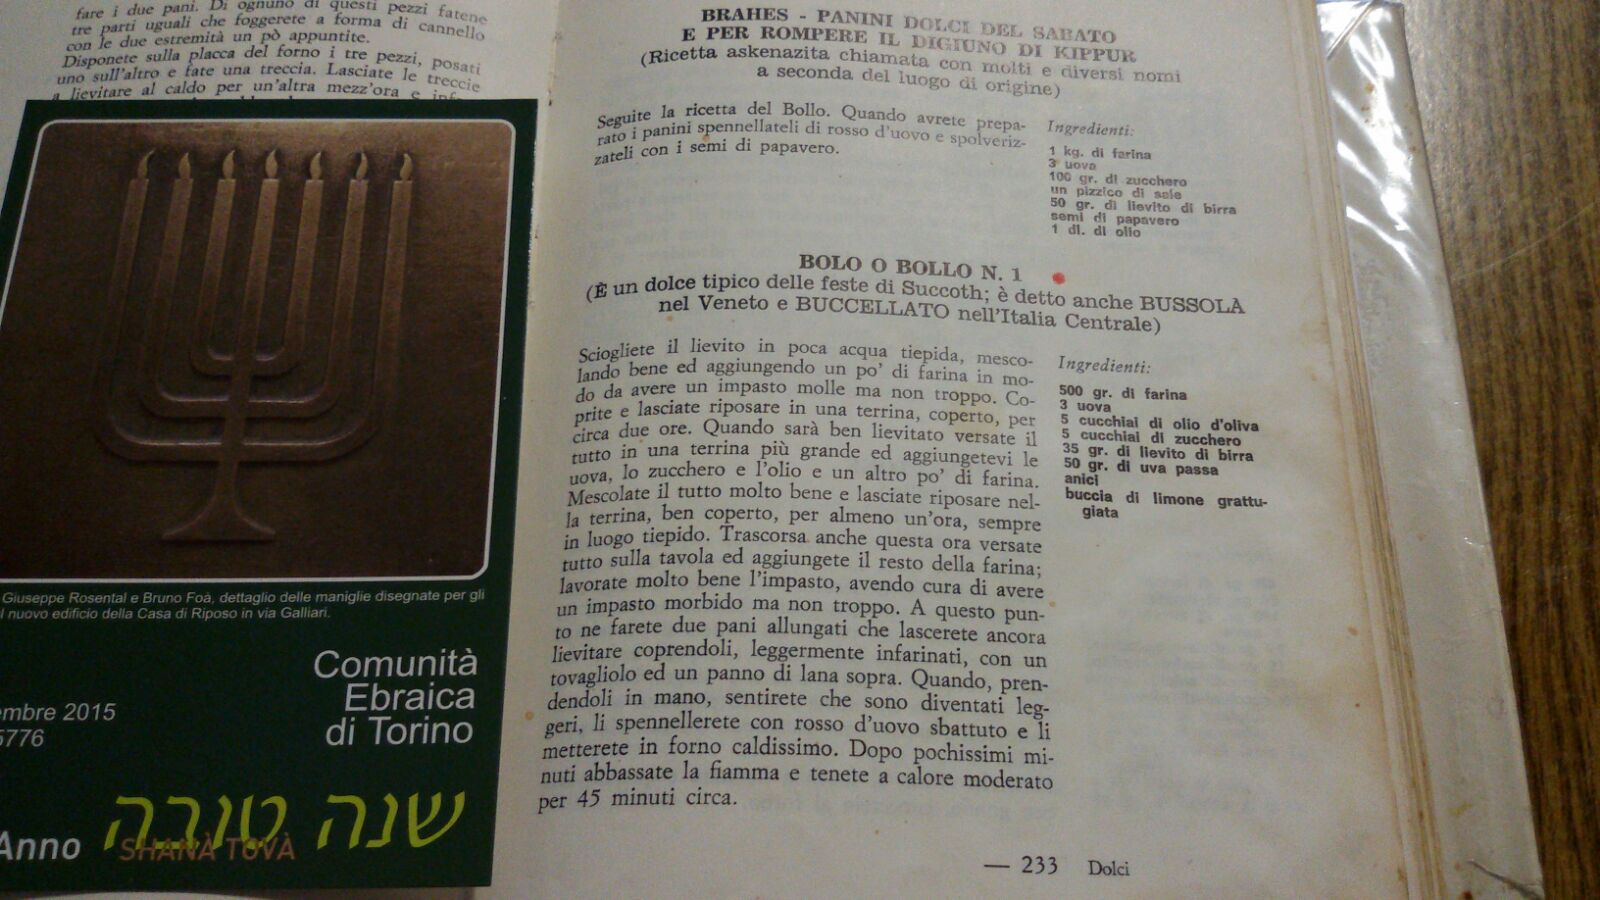 fare i due pani. Di ognuno di questi pezzi fatene
tre parti uguali che foggerete a forma di cannello
con le due estremità un pò appuntite.
Disponete sulla placca del forno i tre pezzi, posati
uno sull'altro e fate una treccia. Lasciate le treccie
a lievitare al caldo per un'altra mezz'ora e
Giuseppe Rosental e Bruno Foà, dettaglio delle maniglie disegnate per gli
nuovo edificio della Casa di Riposo in via Galliari.
Comunità
Ebraica
di Torino
embre 2015
5776
שנה טובה
Anno
SHANÀ TOVÀ
BRAHES - PANINI DOLCI DEL SABATO
E PER ROMPERE IL DIGIUNO DI KIPPUR
(Ricetta askenazita chiamata con molti e diversi nomi
a seconda del luogo di origine)
Seguite la ricetta del Bollo. Quando avrete prepa-
rato i panini spennellateli di rosso d'uovo e spolveriz-
zateli con i semi di papavero.
Ingredienti:
1 kg. di farina
3 uova
100 gr. di zucchero
un pizzico di sale
50 gr. di lievito di birra
semi di papavero
1 dl. di olio
BOLO O BOLLO N. 1
(È un dolce tipico delle feste di Succoth; è detto anche BUSSOLA
nel Veneto e BUCCELLATO nell'Italia Centrale)
Sciogliete il lievito in poca acqua tiepida, mesco-
lando bene ed aggiungendo un po' di farina in mo-
do da avere un impasto molle ma non troppo. Co-
prite e lasciate riposare in una terrina, coperto, per
circa due ore. Quando sarà ben lievitato versate il
tutto in una terrina più grande ed aggiungetevi le
uova, lo zucchero e l'olio e un altro po' di farina.
Mescolate il tutto molto bene e lasciate riposare nel-
la terrina, ben coperto, per almeno un'ora, sempre
in luogo tiepido. Trascorsa anche questa ora versate
tutto sulla tavola ed aggiungete il resto della farina;
lavorate molto bene l'impasto, avendo cura di avere
un impasto morbido ma non troppo. A questo pun-
to ne farete due pani allungati che lascerete ancora
lievitare coprendoli, leggermente infarinati, con un
tovagliolo ed un panno di lana sopra. Quando, pren-
dendoli in mano, sentirete che sono diventati leg-
geri, li spennellerete con rosso d'uovo sbattuto e li
metterete in forno caldissimo. Dopo pochissimi mi-
nuti abbassate la fiamma e tenete a calore moderato
per 45 minuti circa.
Ingredienti:
500 gr. di farina
3 uova
5 cucchiai di olio d'oliva
5 cucchiai di zucchero
35 gr. di lievito di birra
50 gr. di uva passa
anici
buccia di limone grattu-
giata
— 233 Dolci